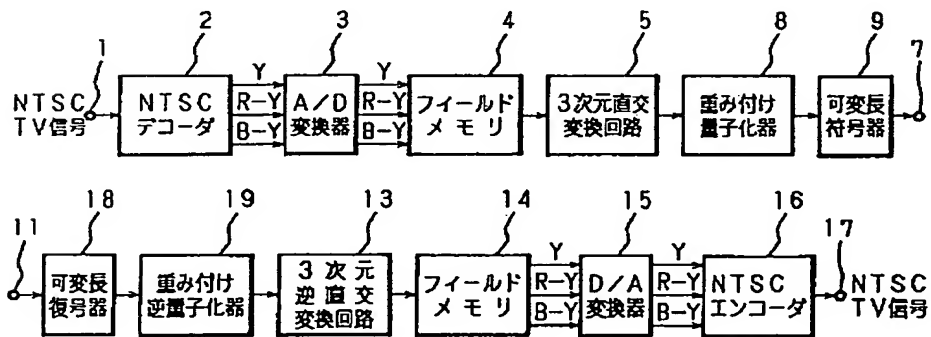 1
2
3
4
5
8
9
7
NTSC
TV信号
NTSC
デコーダ
Y
R-Y
B-Y
A/D
変換器
Y
R-Y
B-Y
フィールド
メモリ
3次元直交
変換回路
重み付け
量子化器
可変長
符号器
11
18
19
13
14
15
16
17
可変長
復号器
重み付け
逆量子化器
3次元
逆直交
変換回路
フィールド
メモリ
Y
R-Y
B-Y
D/A
変換器
Y
R-Y
B-Y
NTSC
エンコーダ
NTSC
TV信号